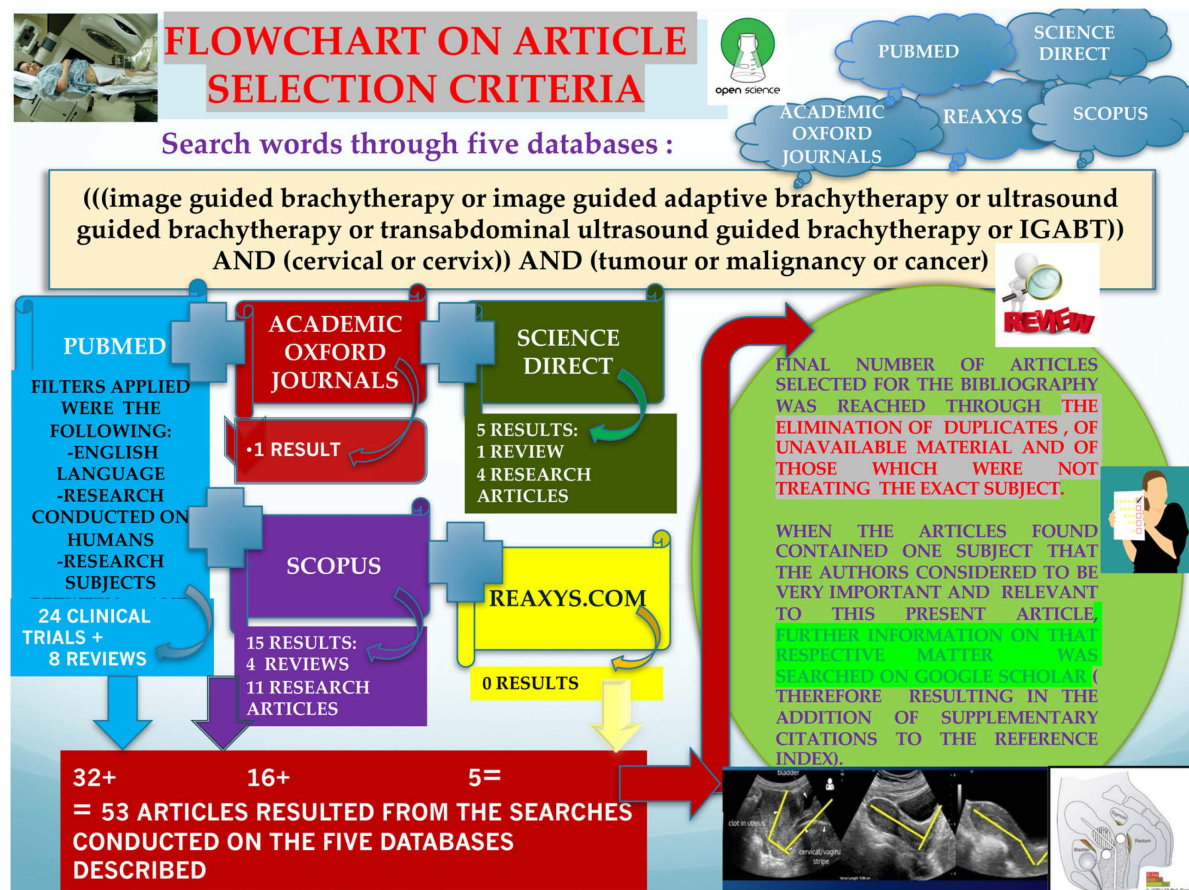 FLOWCHART ON ARTICLE
SELECTION CRITERIA
open science
PUBMED
SCIENCE
DIRECT
ACADEMIC
OXFORD
JOURNALS
REAXYS
SCOPUS
Search words through five databases :
(((image guided brachytherapy or image guided adaptive brachytherapy or ultrasound
guided brachytherapy or transabdominal ultrasound guided brachytherapy or IGABT))
AND (cervical or cervix)) AND (tumour or malignancy or cancer)
PUBMED
FILTERS APPLIED
WERE THE
FOLLOWING:
-ENGLISH
LANGUAGE
-RESEARCH
CONDUCTED ON
HUMANS
-RESEARCH
SUBJECTS
24 CLINICAL
TRIALS +
8 REVIEWS
ACADEMIC
OXFORD
JOURNALS
•1 RESULT
SCIENCE
DIRECT
5 RESULTS:
1 REVIEW
4 RESEARCH
ARTICLES
SCOPUS
15 RESULTS:
4 REVIEWS
11 RESEARCH
ARTICLES
REAXYS.COM
0 RESULTS
32+ 16+ 5=
= 53 ARTICLES RESULTED FROM THE SEARCHES
CONDUCTED ON THE FIVE DATABASES
DESCRIBED
REVIEW
FINAL NUMBER OF ARTICLES
SELECTED FOR THE BIBLIOGRAPHY
WAS REACHED THROUGH THE
ELIMINATION OF DUPLICATES , OF
UNAVAILABLE MATERIAL AND OF
THOSE WHICH WERE NOT
TREATING THE EXACT SUBJECT.
WHEN THE ARTICLES FOUND
CONTAINED ONE SUBJECT THAT
THE AUTHORS CONSIDERED TO BE
VERY IMPORTANT AND RELEVANT
TO THIS PRESENT ARTICLE,
FURTHER INFORMATION ON THAT
RESPECTIVE MATTER WAS
SEARCHED ON GOOGLE SCHOLAR (
THEREFORE RESULTING IN THE
ADDITION OF SUPPLEMENTARY
CITATIONS TO THE REFERENCE
INDEX).
bladder
clot in uterus
cervical/vaginal
stripe
Bladder
Rectum